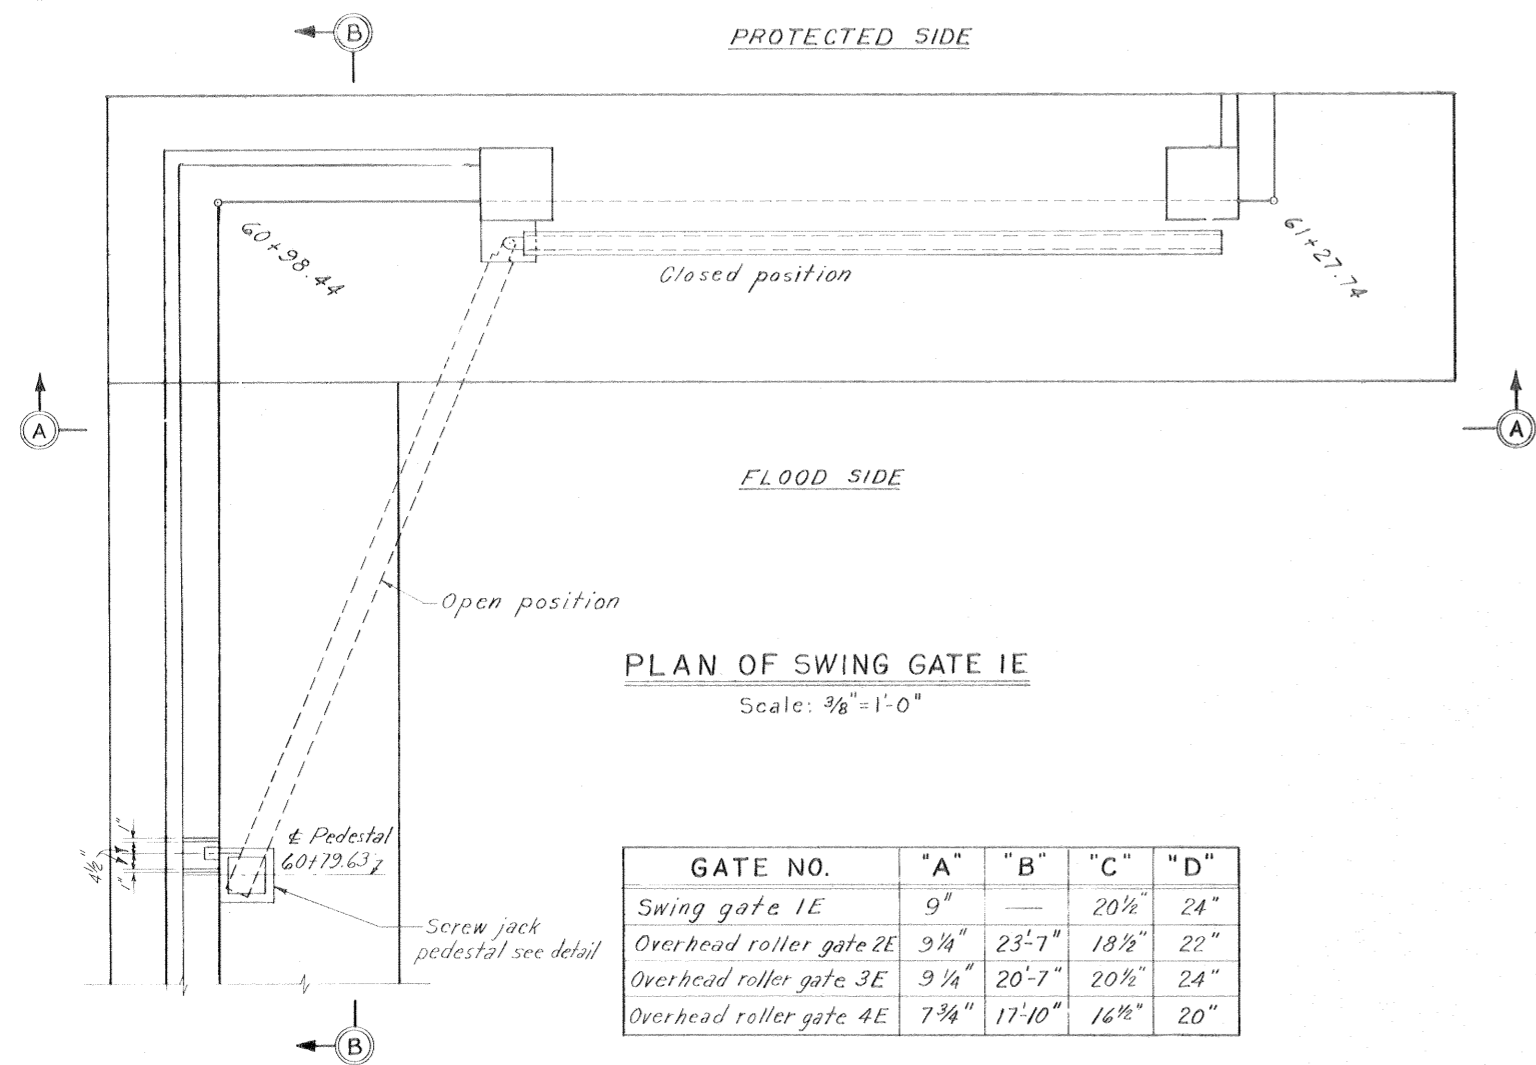 B
PROTECTED SIDE
60+98.44
61+27.74
Closed position
A
A
FLOOD SIDE
Open position
PLAN OF SWING GATE 1E
Scale: 3/8"=1'-0"
1"
4½"
1"
℄ Pedestal
60+79.63
Screw jack
pedestal see detail
B
GATE NO. "A" "B" "C" "D"
Swing gate 1E 9" — 20½" 24"
Overhead roller gate 2E 9¼" 23'-7" 18½" 22"
Overhead roller gate 3E 9¼" 20'-7" 20½" 24"
Overhead roller gate 4E 7¾" 17'-10" 16½" 20"